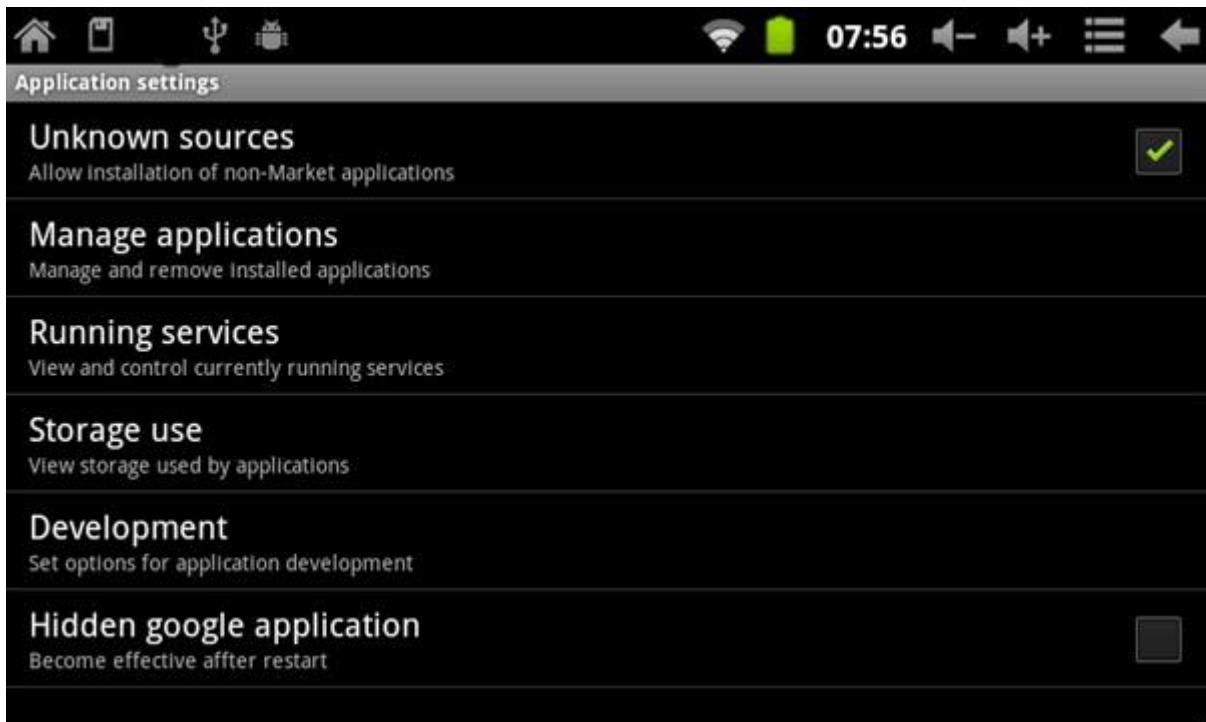 07:56
Application settings
Unknown sources
Allow installation of non-Market applications
Manage applications
Manage and remove installed applications
Running services
View and control currently running services
Storage use
View storage used by applications
Development
Set options for application development
Hidden google application
Become effective affter restart